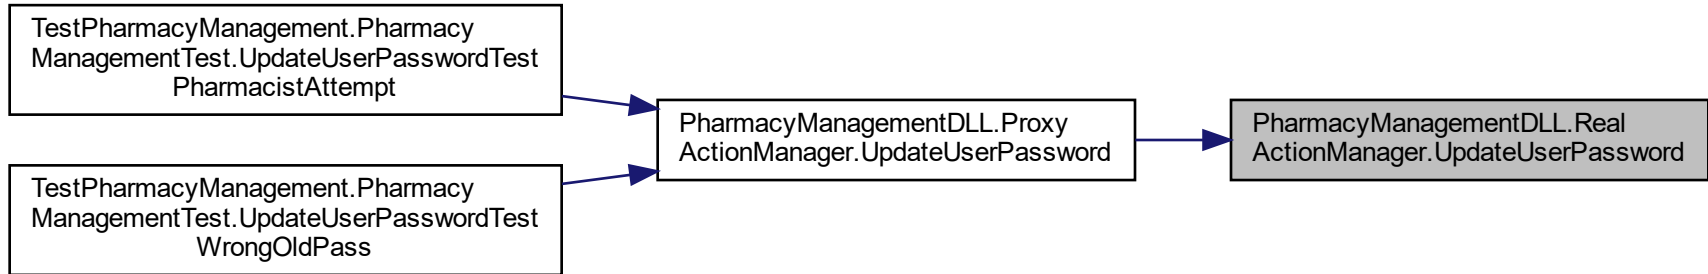 TestPharmacyManagement.Pharmacy
ManagementTest.UpdateUserPasswordTest
PharmacistAttempt
PharmacyManagementDLL.Proxy
ActionManager.UpdateUserPassword
PharmacyManagementDLL.Real
ActionManager.UpdateUserPassword
TestPharmacyManagement.Pharmacy
ManagementTest.UpdateUserPasswordTest
WrongOldPass